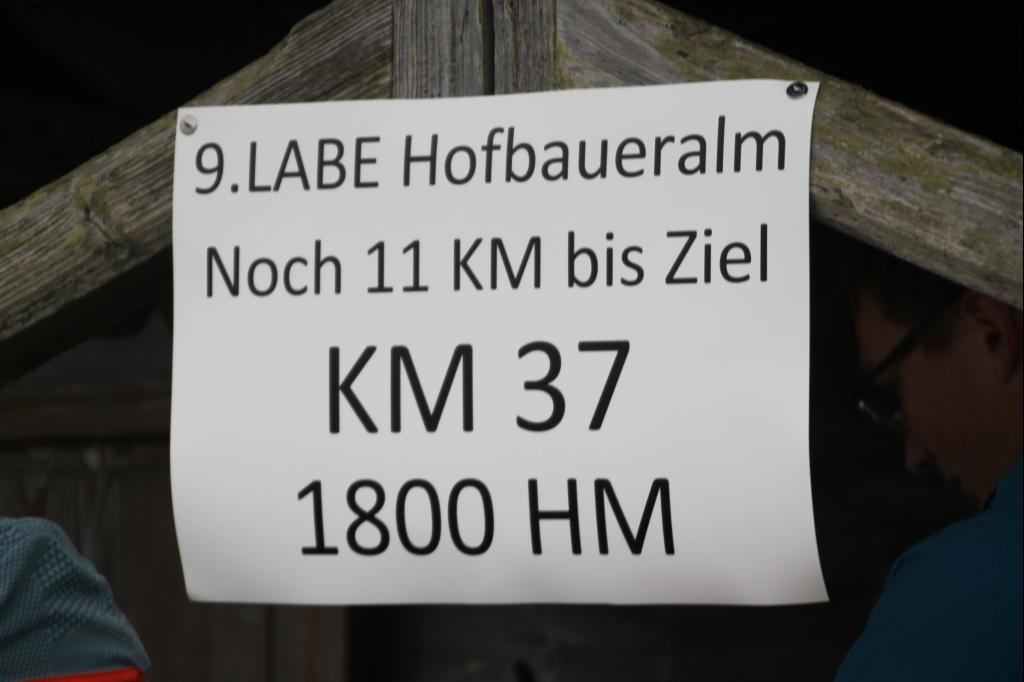 9.LABE Hofbaueralm
Noch 11 KM bis Ziel
KM 37
1800 HM